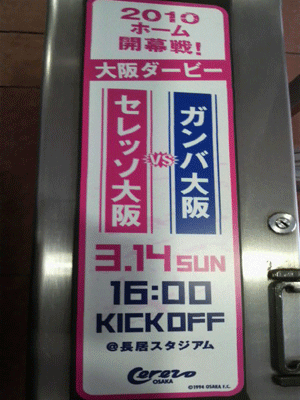 2010
ホーム
開幕戦!
大阪ダービー
セレッソ大阪
VS
ガンバ大阪
3.14 SUN
16:00
KICKOFF
@長居スタジアム
Cerezo
OSAKA
©1994 OSAKA F.C.